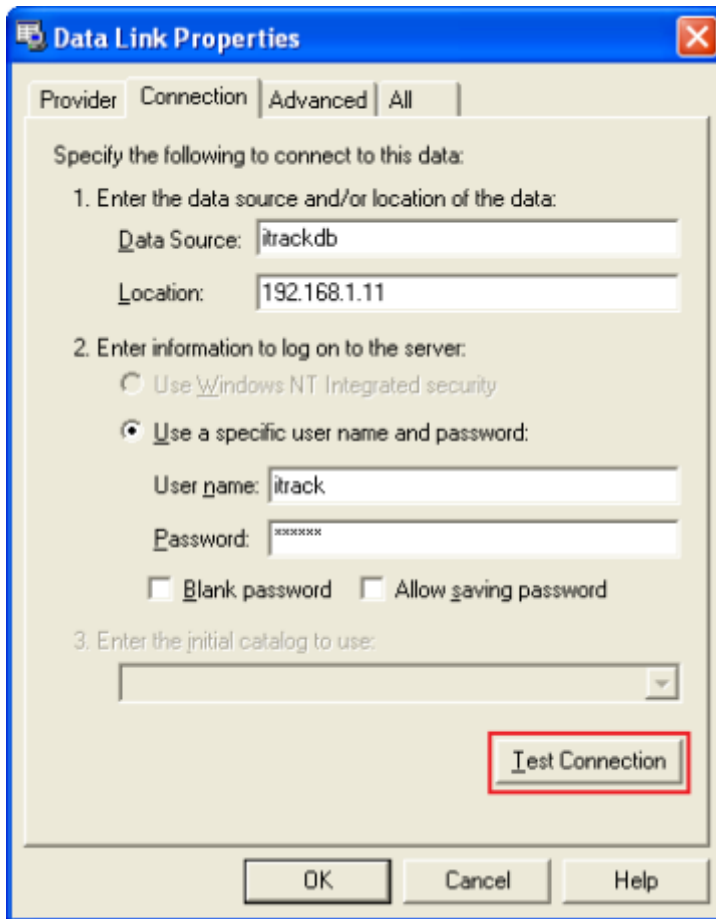 Data Link Properties
Provider Connection Advanced All
Specify the following to connect to this data:
1. Enter the data source and/or location of the data:
Data Source: itrackdb
Location: 192.168.1.11
2. Enter information to log on to the server:
Use Windows NT Integrated security
Use a specific user name and password:
User name: itrack
Password: ******
Blank password Allow saving password
3. Enter the initial catalog to use:
Test Connection
OK Cancel Help